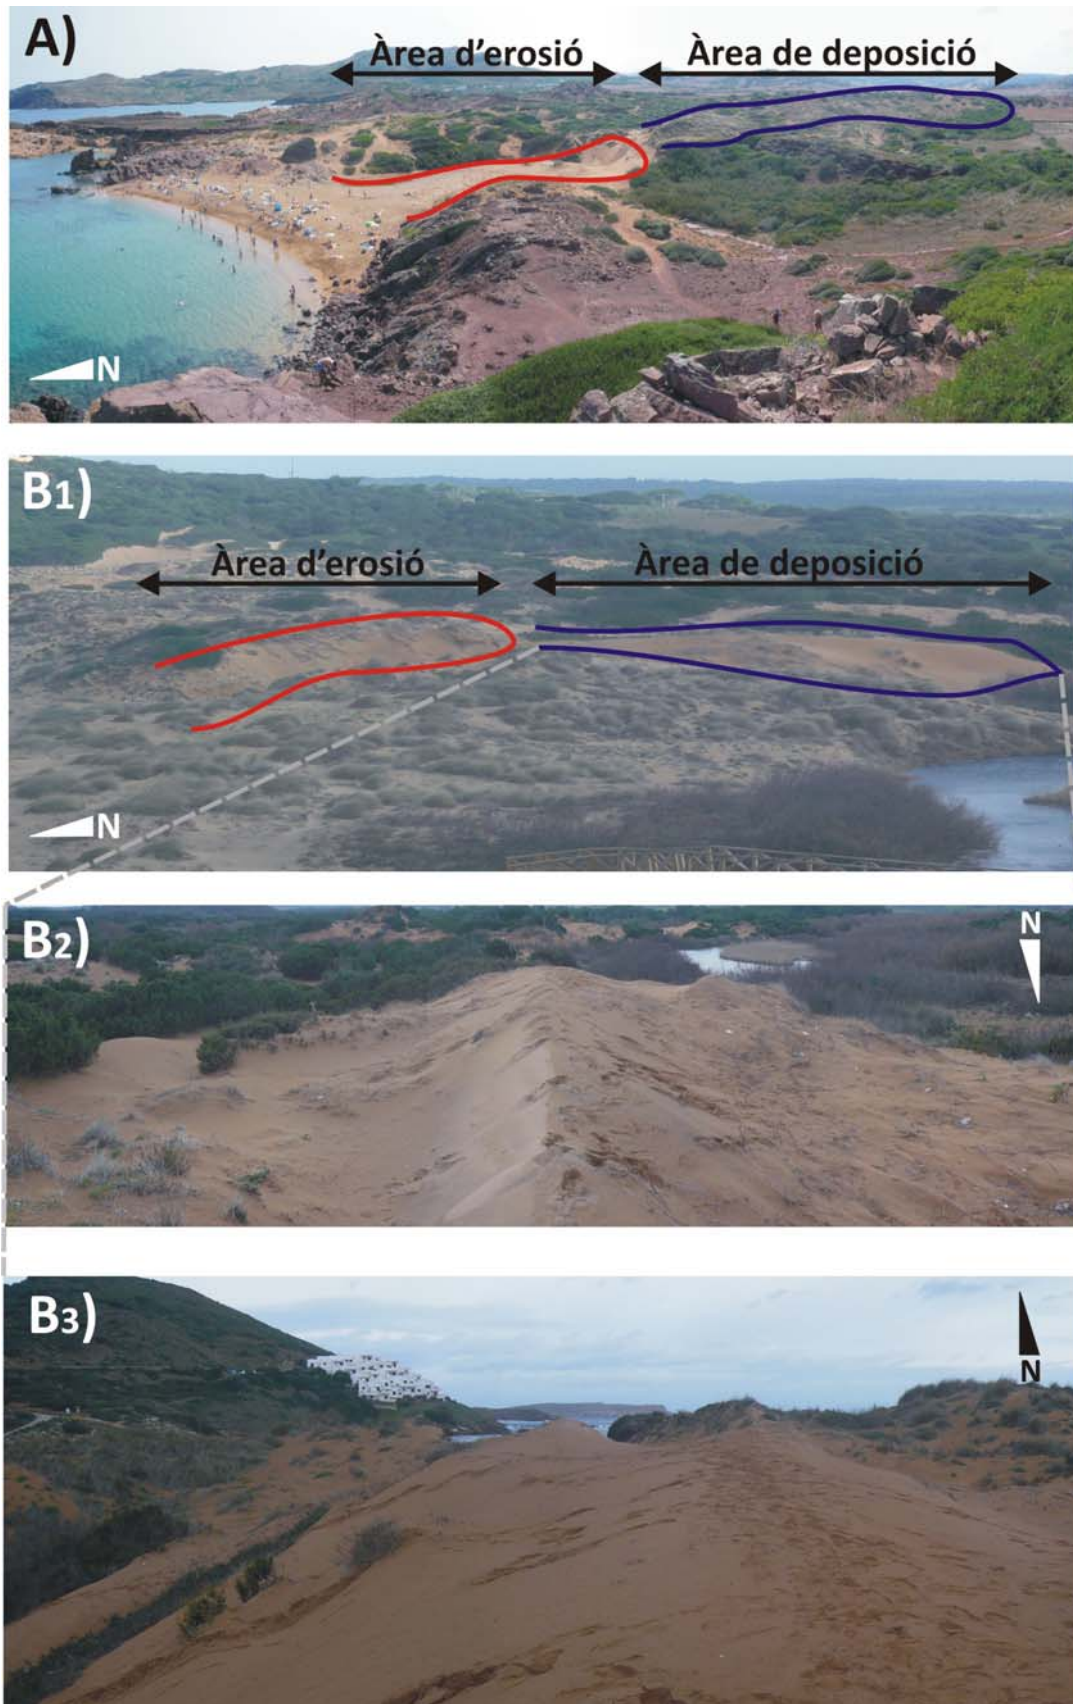 A)
Àrea d'erosió
Àrea de deposició
N
B1)
Àrea d'erosió
Àrea de deposició
N
B2)
N
B3)
N